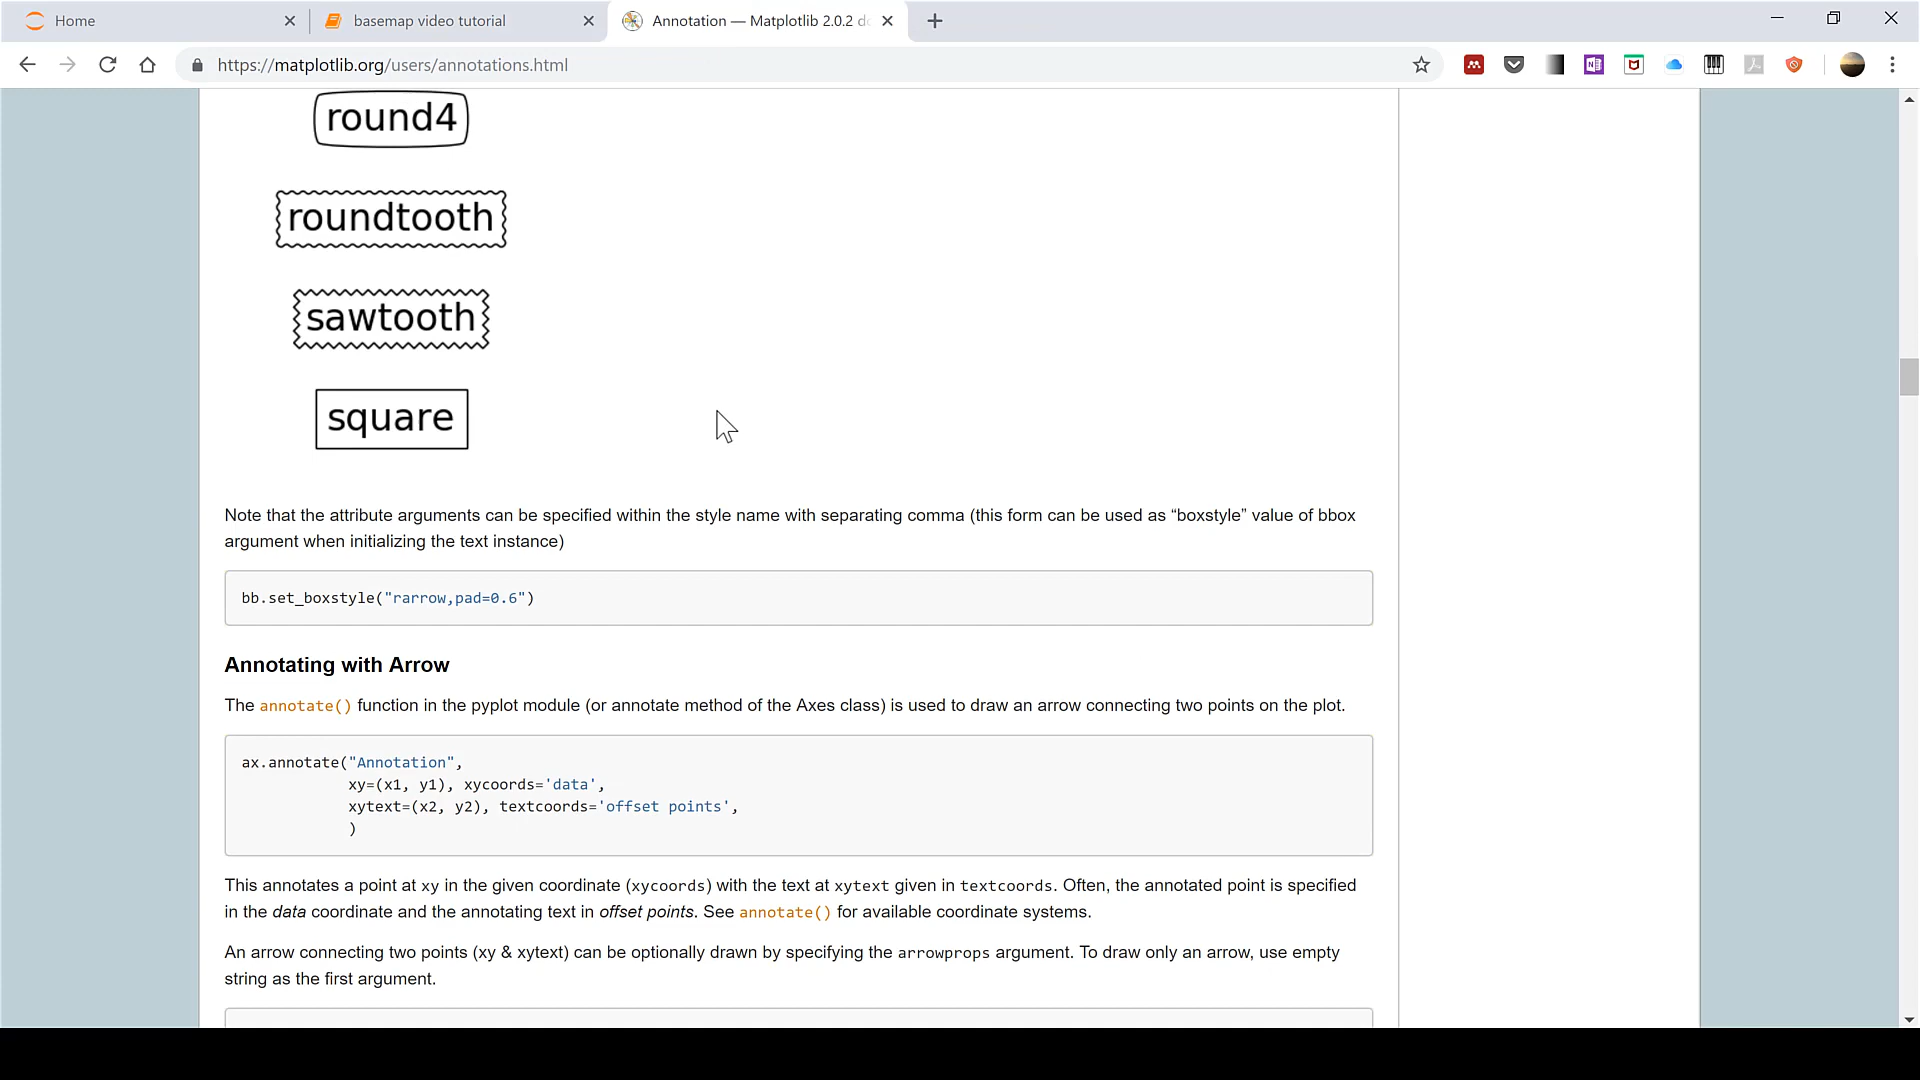 Home
basemap video tutorial
Annotation — Matplotlib 2.0.2 d
https://matplotlib.org/users/annotations.html
round4
roundtooth
sawtooth
square
Note that the attribute arguments can be specified within the style name with separating comma (this form can be used as “boxstyle” value of bbox
argument when initializing the text instance)
bb.set_boxstyle("rarrow,pad=0.6")
Annotating with Arrow
The annotate() function in the pyplot module (or annotate method of the Axes class) is used to draw an arrow connecting two points on the plot.
ax.annotate("Annotation",
xy=(x1, y1), xycoords='data',
xytext=(x2, y2), textcoords='offset points',
)
This annotates a point at xy in the given coordinate (xycoords) with the text at xytext given in textcoords. Often, the annotated point is specified
in the data coordinate and the annotating text in offset points. See annotate() for available coordinate systems.
An arrow connecting two points (xy & xytext) can be optionally drawn by specifying the arrowprops argument. To draw only an arrow, use empty
string as the first argument.